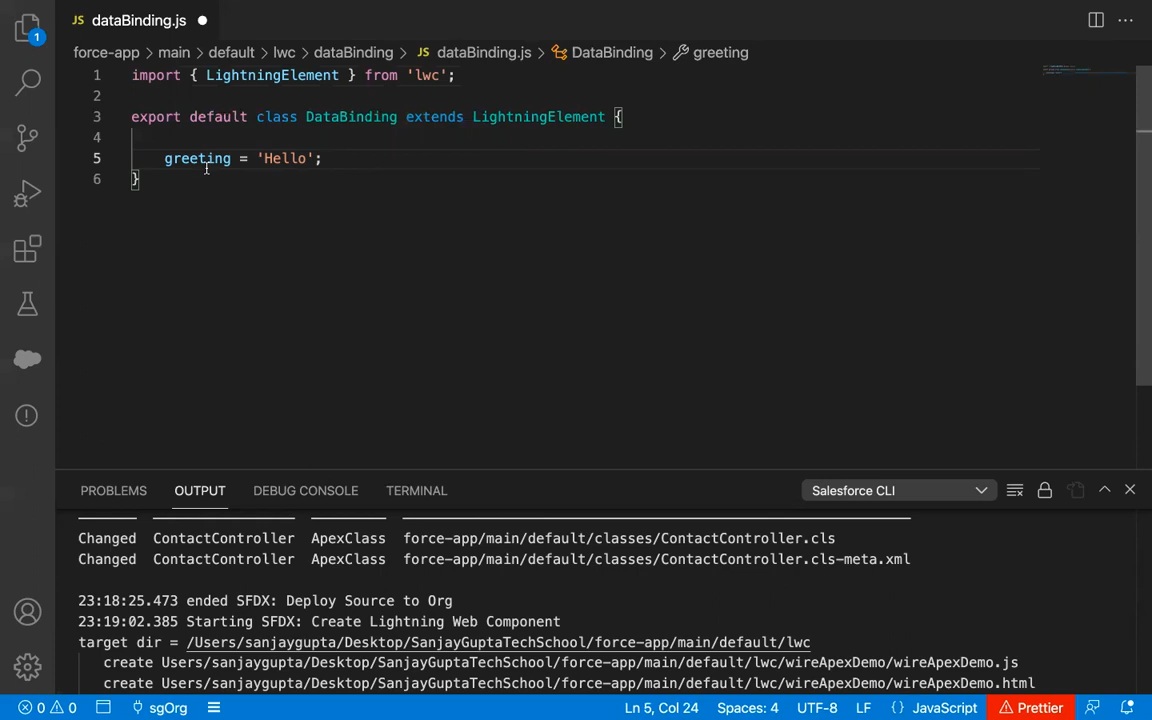 JS dataBinding.js
force-app > main > default > lwc > dataBinding > JS dataBinding.js > DataBinding > greeting
1 import { LightningElement } from 'lwc';
2
3 export default class DataBinding extends LightningElement {
4
5 greeting = 'Hello';
6 }
1
PROBLEMS OUTPUT DEBUG CONSOLE TERMINAL Salesforce CLI
Changed ContactController ApexClass force-app/main/default/classes/ContactController.cls
Changed ContactController ApexClass force-app/main/default/classes/ContactController.cls-meta.xml
23:18:25.473 ended SFDX: Deploy Source to Org
23:19:02.385 Starting SFDX: Create Lightning Web Component
target dir = /Users/sanjaygupta/Desktop/SanjayGuptaTechSchool/force-app/main/default/lwc
create Users/sanjaygupta/Desktop/SanjayGuptaTechSchool/force-app/main/default/lwc/wireApexDemo/wireApexDemo.js
create Users/sanjaygupta/Desktop/SanjayGuptaTechSchool/force-app/main/default/lwc/wireApexDemo/wireApexDemo.html
0 0 sgOrg Ln 5, Col 24 Spaces: 4 UTF-8 LF {} JavaScript Prettier